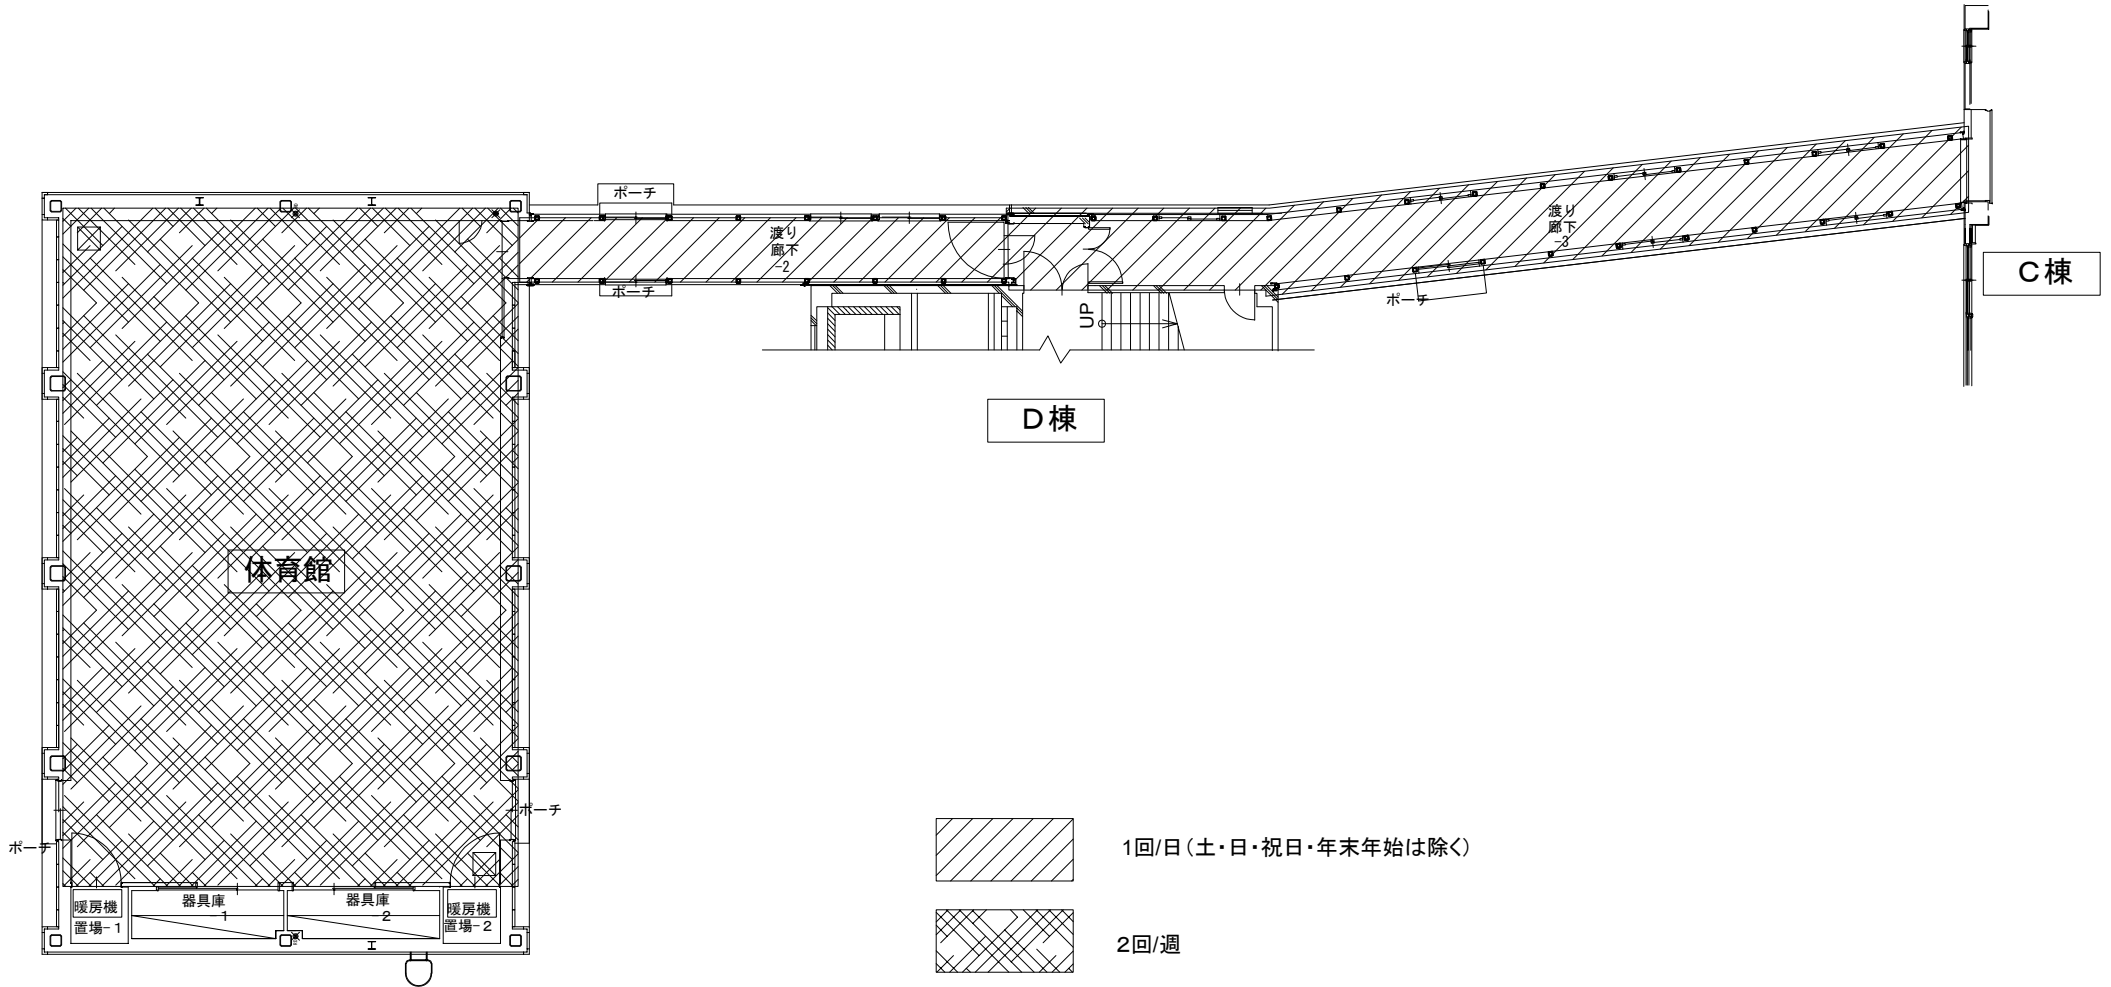 ポーチ
渡り
廊下
-2
ポーチ
渡り
廊下
-3
ポーチ
UP
C棟
D棟
体育館
ポーチ
ポーチ
暖房機
置場-1
器具庫
-1
器具庫
-2
暖房機
置場-2
1回/日(土・日・祝日・年末年始は除く)
2回/週